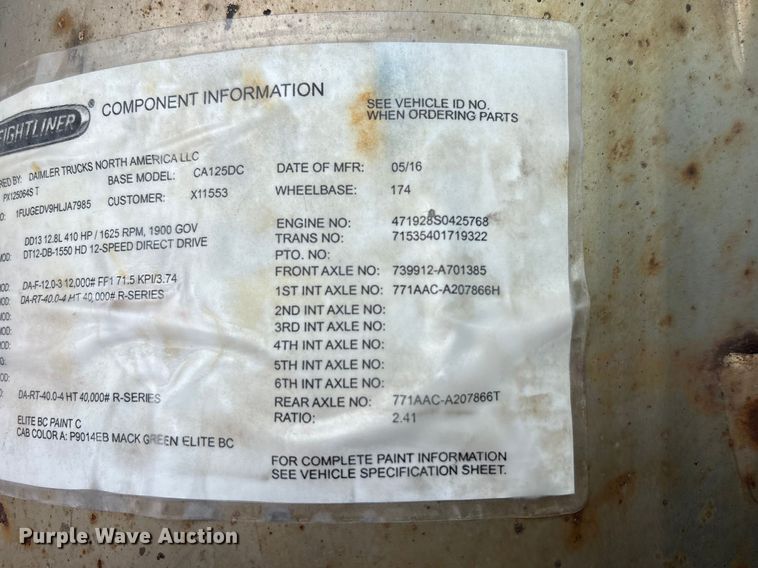 EIGHTLINER ® COMPONENT INFORMATION
SEE VEHICLE ID NO.
WHEN ORDERING PARTS
RED BY: DAIMLER TRUCKS NORTH AMERICA LLC
PX125064S T BASE MODEL: CA125DC DATE OF MFR: 05/16
1FUJGEDV9HLJA7985 CUSTOMER: X11553 WHEELBASE: 174
DD13 12.8L 410 HP / 1625 RPM, 1900 GOV ENGINE NO: 471928S0425768
MOD: DT12-DB-1550 HD 12-SPEED DIRECT DRIVE TRANS NO: 71535401719322
PTO. NO:
MOD: DA-F-12.0-3 12,000# FF1 71.5 KPI/3.74 FRONT AXLE NO: 739912-A701385
DA-RT-40.0-4 HT 40,000# R-SERIES 1ST INT AXLE NO: 771AAC-A207866H
2ND INT AXLE NO:
3RD INT AXLE NO:
4TH INT AXLE NO:
5TH INT AXLE NO:
6TH INT AXLE NO:
DA-RT-40.0-4 HT 40,000# R-SERIES REAR AXLE NO: 771AAC-A207866T
RATIO: 2.41
ELITE BC PAINT C
CAB COLOR A: P9014EB MACK GREEN ELITE BC
FOR COMPLETE PAINT INFORMATION
SEE VEHICLE SPECIFICATION SHEET.
Purple Wave Auction